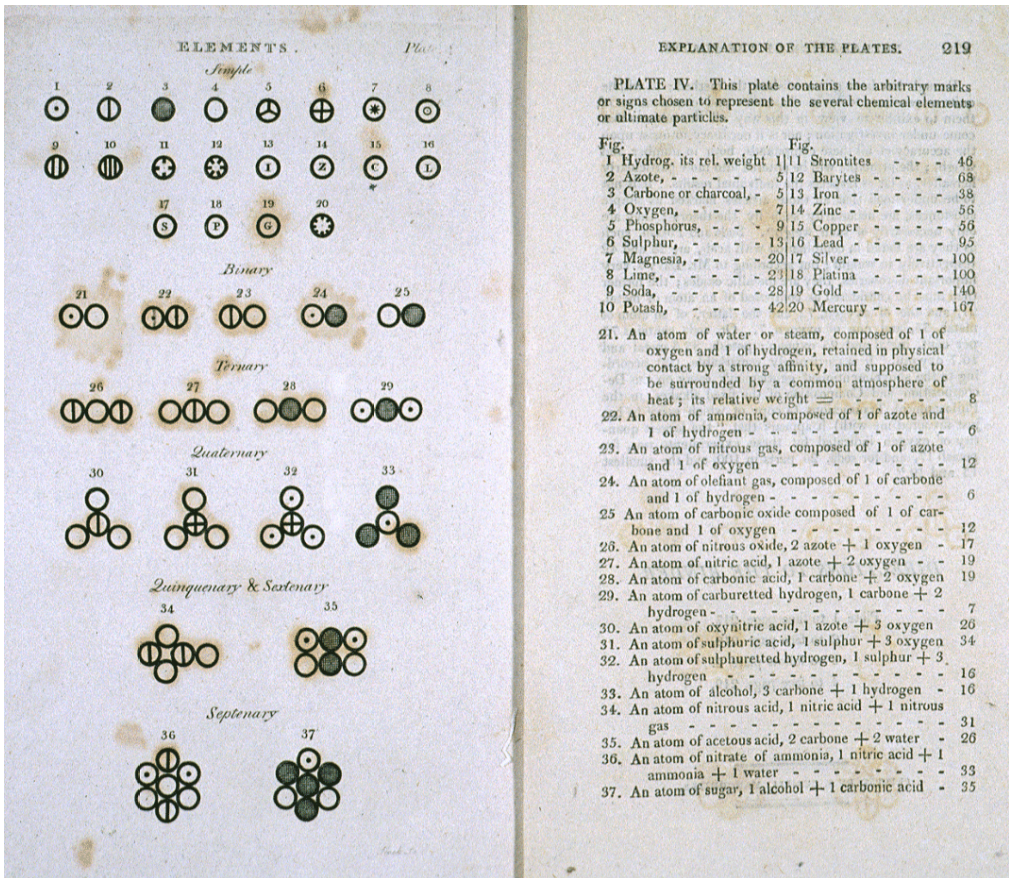 ELEMENTS.
Plate
Simple
1 2 3 4 5 6 7 8
9 10 11 12 13 14 15 16
I Z C L
17 18 19 20
S P G
Binary
21 22 23 24 25
Ternary
26 27 28 29
Quaternary
30 31 32 33
Quinquenary & Sextenary
34 35
Septenary
36 37
EXPLANATION OF THE PLATES. 219
PLATE IV. This plate contains the arbitrary marks
or signs chosen to represent the several chemical elements
or ultimate particles.
Fig. Fig.
1 Hydrog. its rel. weight 1 11 Strontites - - - 46
2 Azote, - - - - 5 12 Barytes - - - - 68
3 Carbone or charcoal, - 5 13 Iron - - - - 38
4 Oxygen, - - - - 7 14 Zinc - - - - 56
5 Phosphorus, - - - 9 15 Copper - - - - 56
6 Sulphur, - - - - 13 16 Lead - - - - 95
7 Magnesia, - - - - 20 17 Silver - - - - 100
8 Lime, - - - - 23 18 Platina - - - 100
9 Soda, - - - - 28 19 Gold - - - - 140
10 Potash, - - - - 42 20 Mercury - - - 167
21. An atom of water or steam, composed of 1 of
oxygen and 1 of hydrogen, retained in physical
contact by a strong affinity, and supposed to
be surrounded by a common atmosphere of
heat; its relative weight = - - - 8
22. An atom of ammonia, composed of 1 of azote and
1 of hydrogen - - - - - - - - 6
23. An atom of nitrous gas, composed of 1 of azote
and 1 of oxygen - - - - - - - - 12
24. An atom of olefiant gas, composed of 1 of carbone
and 1 of hydrogen - - - - - - - - 6
25 An atom of carbonic oxide composed of 1 of car-
bone and 1 of oxygen - - - - - - - 12
26. An atom of nitrous oxide, 2 azote + 1 oxygen - 17
27. An atom of nitric acid, 1 azote + 2 oxygen - - 19
28. An atom of carbonic acid, 1 carbone + 2 oxygen 19
29. An atom of carburetted hydrogen, 1 carbone + 2
hydrogen - - - - - - - - - - 7
30. An atom of oxynitric acid, 1 azote + 3 oxygen 26
31. An atom of sulphuric acid, 1 sulphur + 3 oxygen 34
32. An atom of sulphuretted hydrogen, 1 sulphur + 3
hydrogen - - - - - - - - - - 16
33. An atom of alcohol, 3 carbone + 1 hydrogen - 16
34. An atom of nitrous acid, 1 nitric acid + 1 nitrous
gas - - - - - - - - - - - 31
35. An atom of acetous acid, 2 carbone + 2 water - 26
36. An atom of nitrate of ammonia, 1 nitric acid + 1
ammonia + 1 water - - - - - - - 33
37. An atom of sugar, 1 alcohol + 1 carbonic acid - 35